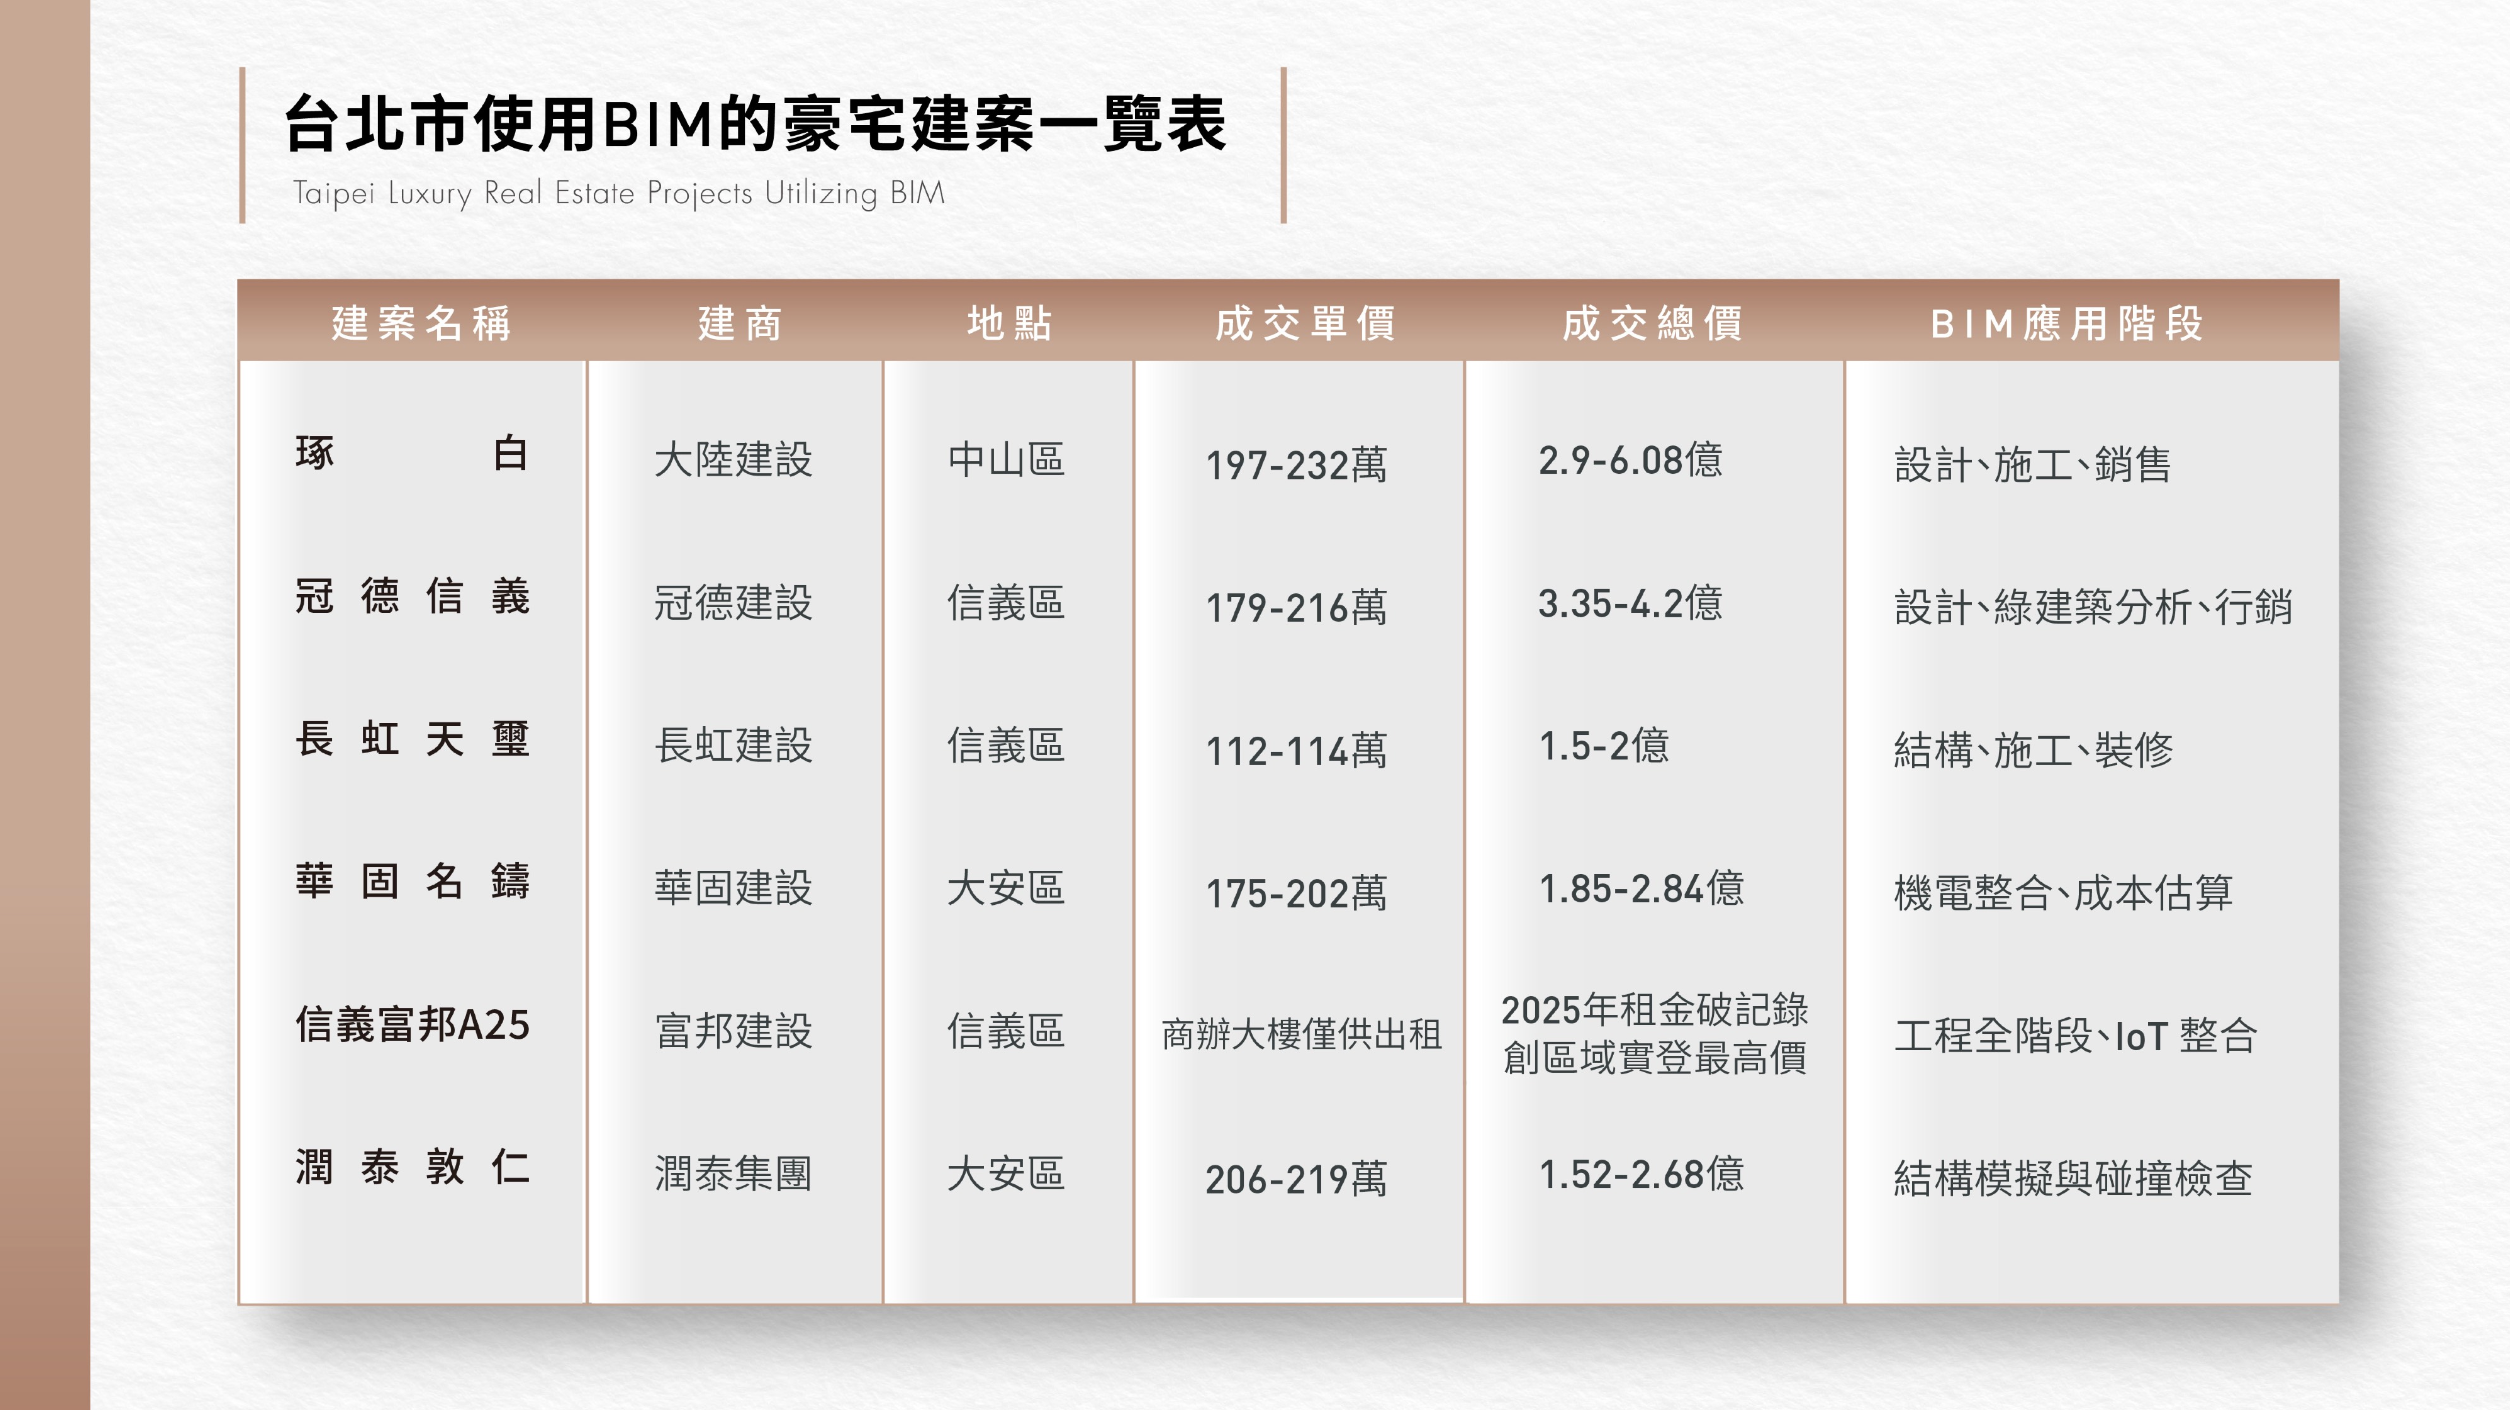 台北市使用BIM的豪宅建案一覽表
Taipei Luxury Real Estate Projects Utilizing BIM
建案名稱 建商 地點 成交單價 成交總價 BIM應用階段
琢白 大陸建設 中山區 197-232萬 2.9-6.08億 設計、施工、銷售
冠德信義 冠德建設 信義區 179-216萬 3.35-4.2億 設計、綠建築分析、行銷
長虹天璽 長虹建設 信義區 112-114萬 1.5-2億 結構、施工、裝修
華固名鑄 華固建設 大安區 175-202萬 1.85-2.84億 機電整合、成本估算
信義富邦A25 富邦建設 信義區 商辦大樓僅供出租 2025年租金破記錄
創區域實登最高價 工程全階段、IoT 整合
潤泰敦仁 潤泰集團 大安區 206-219萬 1.52-2.68億 結構模擬與碰撞檢查